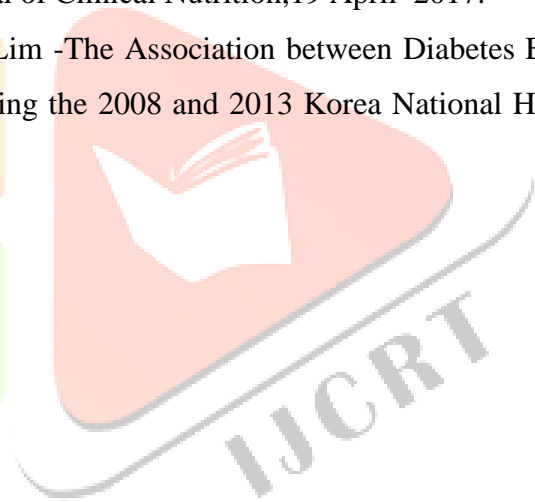 al of Clinical Nutrition,19 April 2017.
Lim -The Association between Diabetes E
ing the 2008 and 2013 Korea National H
IJCRT